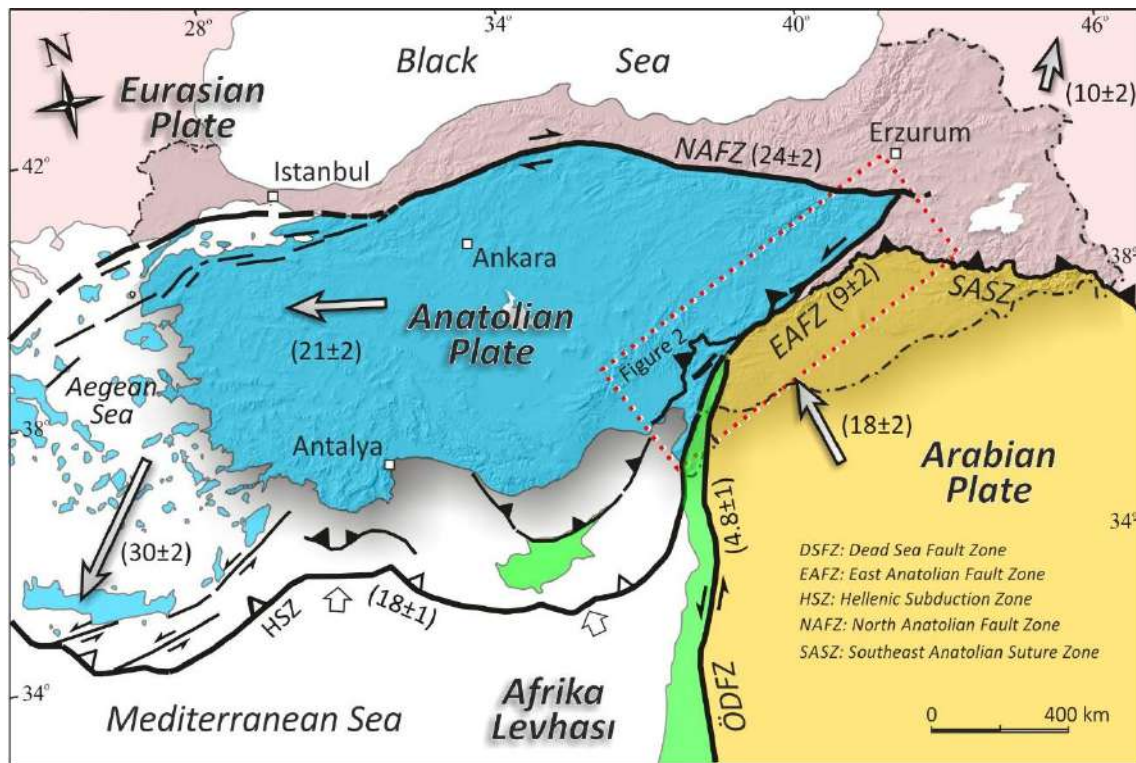 28°
34°
40°
46°
N
Black Sea
(10±2)
Eurasian
Plate
Erzurum
NAFZ (24±2)
42°
Istanbul
Ankara
38°
SASZ
Anatolian
Plate
EAFZ (9±2)
(21±2)
Figure 2
Aegean
Sea
38°
(18±2)
Antalya
Arabian
Plate
34°
(4.8±1)
(30±2)
DSFZ: Dead Sea Fault Zone
EAFZ: East Anatolian Fault Zone
HSZ: Hellenic Subduction Zone
NAFZ: North Anatolian Fault Zone
SASZ: Southeast Anatolian Suture Zone
HSZ
(18±1)
34°
Mediterranean Sea
Afrika
Levhası
ÖDFZ
0 400 km